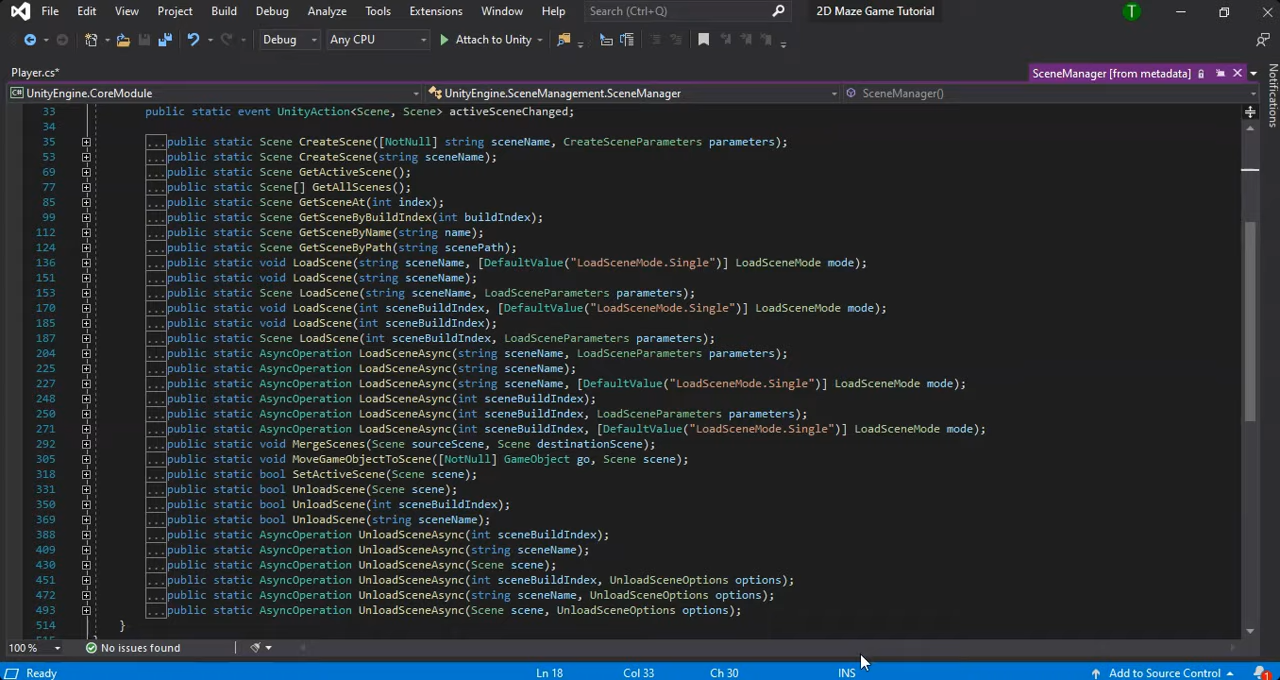 File Edit View Project Build Debug Analyze Tools Extensions Window Help Search (Ctrl+Q) 2D Maze Game Tutorial T
Debug Any CPU Attach to Unity
Player.cs* SceneManager [from metadata]
UnityEngine.CoreModule UnityEngine.SceneManagement.SceneManager SceneManager()
Notifications
33 public static event UnityAction<Scene, Scene> activeSceneChanged;
34
35 ...public static Scene CreateScene([NotNull] string sceneName, CreateSceneParameters parameters);
53 ...public static Scene CreateScene(string sceneName);
69 ...public static Scene GetActiveScene();
77 ...public static Scene[] GetAllScenes();
85 ...public static Scene GetSceneAt(int index);
99 ...public static Scene GetSceneByBuildIndex(int buildIndex);
112 ...public static Scene GetSceneByName(string name);
124 ...public static Scene GetSceneByPath(string scenePath);
136 ...public static void LoadScene(string sceneName, [DefaultValue("LoadSceneMode.Single")] LoadSceneMode mode);
151 ...public static void LoadScene(string sceneName);
153 ...public static Scene LoadScene(string sceneName, LoadSceneParameters parameters);
170 ...public static void LoadScene(int sceneBuildIndex, [DefaultValue("LoadSceneMode.Single")] LoadSceneMode mode);
185 ...public static void LoadScene(int sceneBuildIndex);
187 ...public static Scene LoadScene(int sceneBuildIndex, LoadSceneParameters parameters);
204 ...public static AsyncOperation LoadSceneAsync(string sceneName, LoadSceneParameters parameters);
225 ...public static AsyncOperation LoadSceneAsync(string sceneName);
227 ...public static AsyncOperation LoadSceneAsync(string sceneName, [DefaultValue("LoadSceneMode.Single")] LoadSceneMode mode);
248 ...public static AsyncOperation LoadSceneAsync(int sceneBuildIndex);
250 ...public static AsyncOperation LoadSceneAsync(int sceneBuildIndex, LoadSceneParameters parameters);
271 ...public static AsyncOperation LoadSceneAsync(int sceneBuildIndex, [DefaultValue("LoadSceneMode.Single")] LoadSceneMode mode);
292 ...public static void MergeScenes(Scene sourceScene, Scene destinationScene);
305 ...public static void MoveGameObjectToScene([NotNull] GameObject go, Scene scene);
318 ...public static bool SetActiveScene(Scene scene);
331 ...public static bool UnloadScene(Scene scene);
350 ...public static bool UnloadScene(int sceneBuildIndex);
369 ...public static bool UnloadScene(string sceneName);
388 ...public static AsyncOperation UnloadSceneAsync(int sceneBuildIndex);
409 ...public static AsyncOperation UnloadSceneAsync(string sceneName);
430 ...public static AsyncOperation UnloadSceneAsync(Scene scene);
451 ...public static AsyncOperation UnloadSceneAsync(int sceneBuildIndex, UnloadSceneOptions options);
472 ...public static AsyncOperation UnloadSceneAsync(string sceneName, UnloadSceneOptions options);
493 ...public static AsyncOperation UnloadSceneAsync(Scene scene, UnloadSceneOptions options);
514 }
100 % No issues found
Ready Ln 18 Col 33 Ch 30 INS Add to Source Control 1